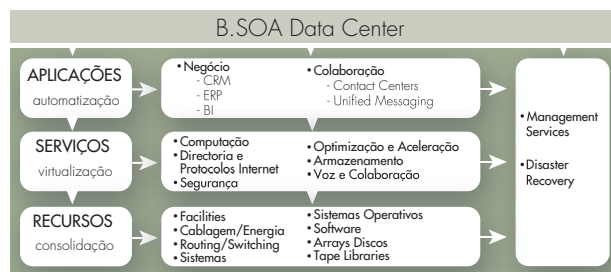 B.SOA Data Center
APLICAÇÕES
automatização
• Negócio
- CRM
- ERP
- BI
• Colaboração
- Contact Centers
- Unified Messaging
SERVIÇOS
virtualização
• Computação
• Directoria e
Protocolos Internet
• Segurança
• Optimização e Aceleração
• Armazenamento
• Voz e Colaboração
RECURSOS
consolidação
• Facilities
• Cablagem/Energia
• Routing/Switching
• Sistemas
• Sistemas Operativos
• Software
• Arrays Discos
• Tape Libraries
• Management
Services
• Disaster
Recovery